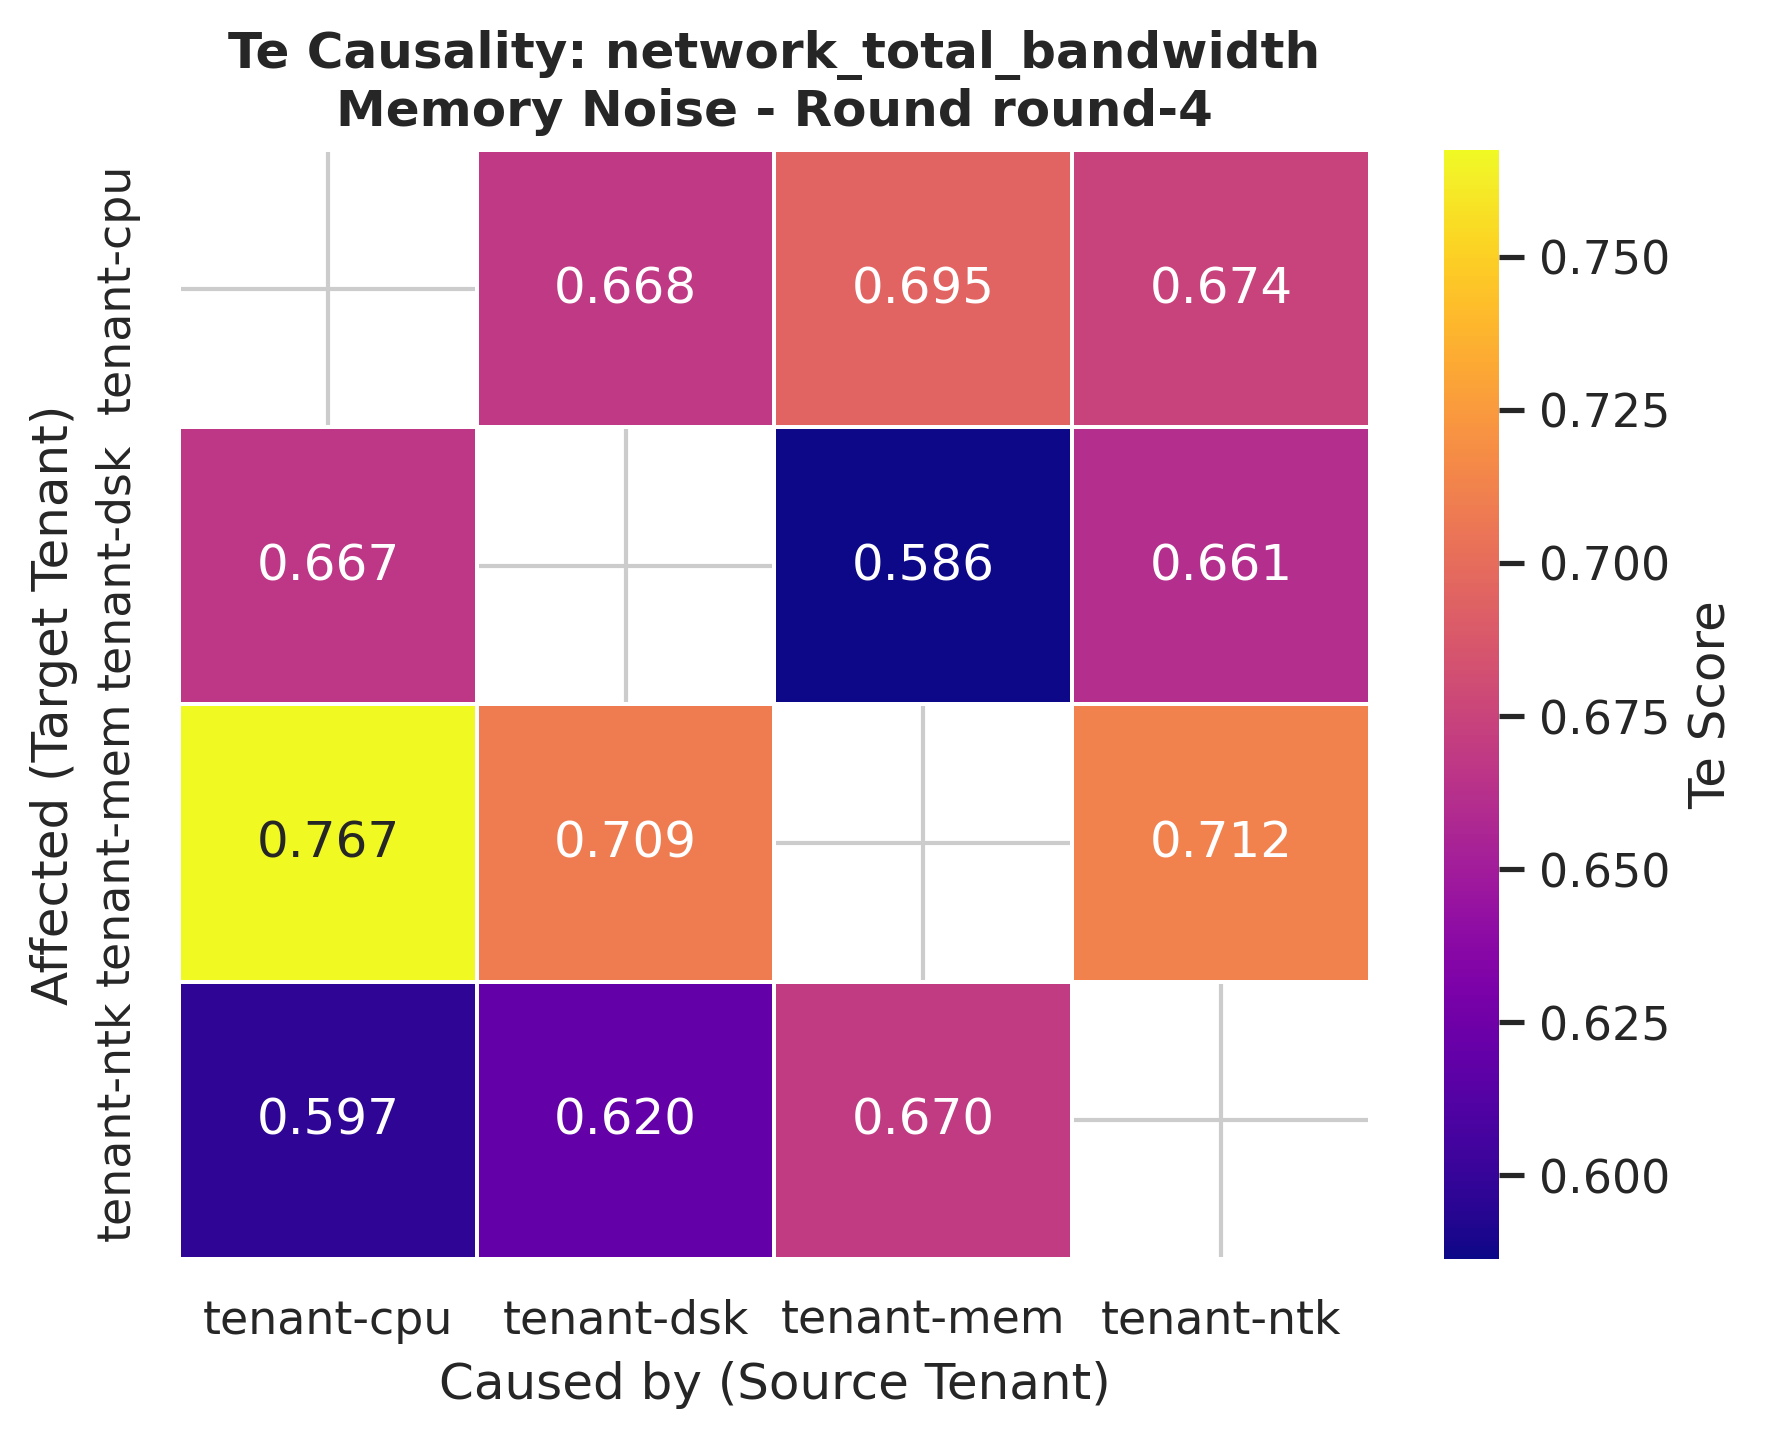 Te Causality: network_total_bandwidth
Memory Noise - Round round-4
Affected (Target Tenant)
tenant-cpu
0.668 0.695 0.674
tenant-dsk
0.667 0.586 0.661
tenant-mem
0.767 0.709 0.712
tenant-ntk
0.597 0.620 0.670
tenant-cpu tenant-dsk tenant-mem tenant-ntk
Caused by (Source Tenant)
0.750
0.725
0.700
0.675
0.650
0.625
0.600
Te Score